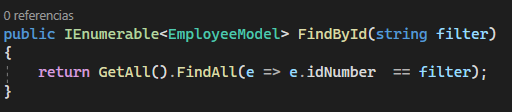 0 referencias
public IEnumerable<EmployeeModel> FindById(string filter)
{
    return GetAll().FindAll(e => e.idNumber  == filter);
}